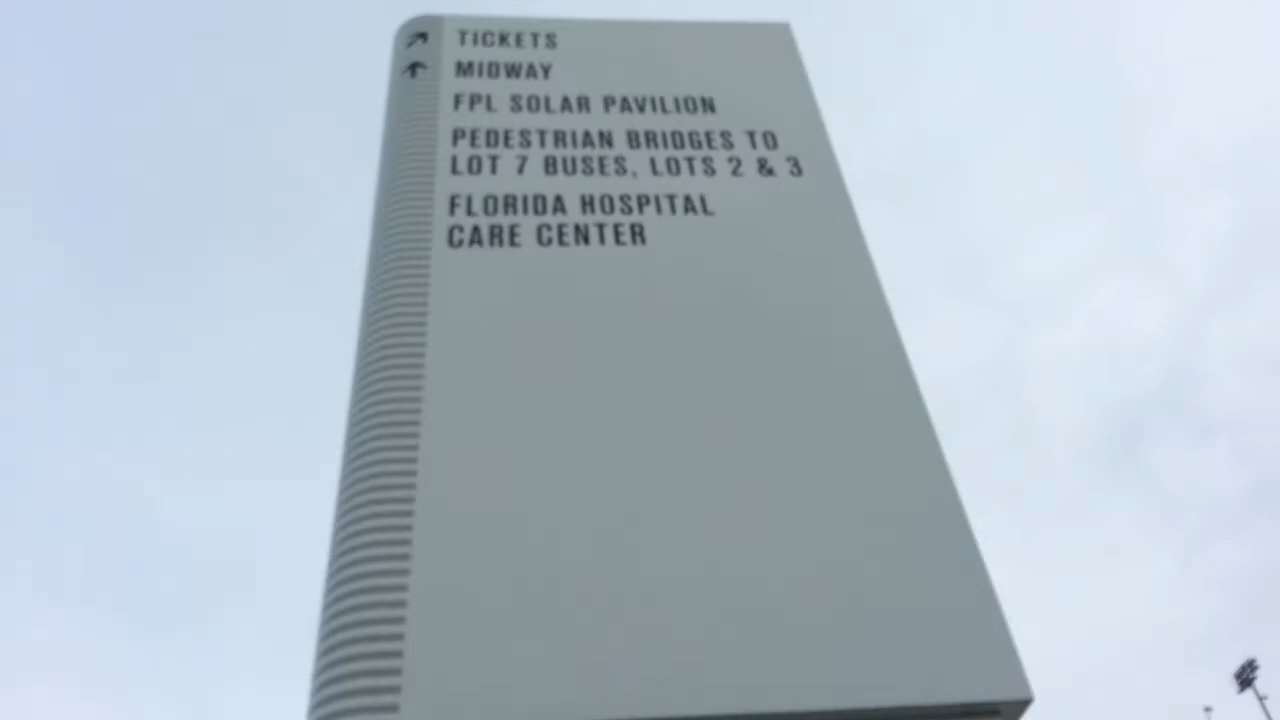 TICKETS
MIDWAY
FPL SOLAR PAVILION
PEDESTRIAN BRIDGES TO
LOT 7 BUSES, LOTS 2 & 3
FLORIDA HOSPITAL
CARE CENTER